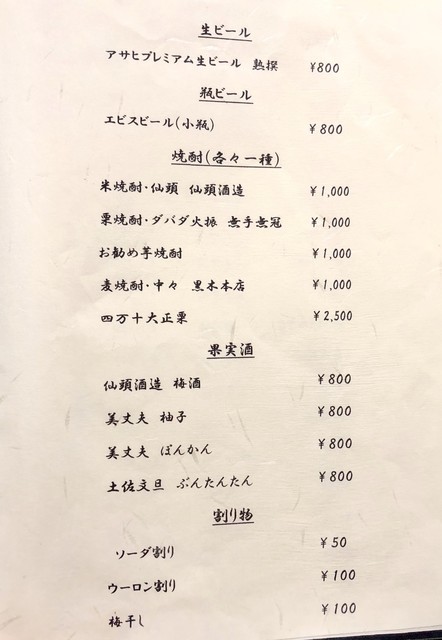 生ビール
アサヒプレミアム生ビール 熟撰 ¥800
瓶ビール
エビスビール(小瓶) ¥800
焼酎(各々一種)
米焼酎・仙頭 仙頭酒造 ¥1,000
栗焼酎・ダバダ火振 無手無冠 ¥1,000
お勧め芋焼酎 ¥1,000
麦焼酎・中々 黒木本店 ¥1,000
四万十大正栗 ¥2,500
果実酒
仙頭酒造 梅酒 ¥800
美丈夫 柚子 ¥800
美丈夫 ぽんかん ¥800
土佐文旦 ぶんたんたん ¥800
割り物
ソーダ割り ¥50
ウーロン割り ¥100
梅干し ¥100